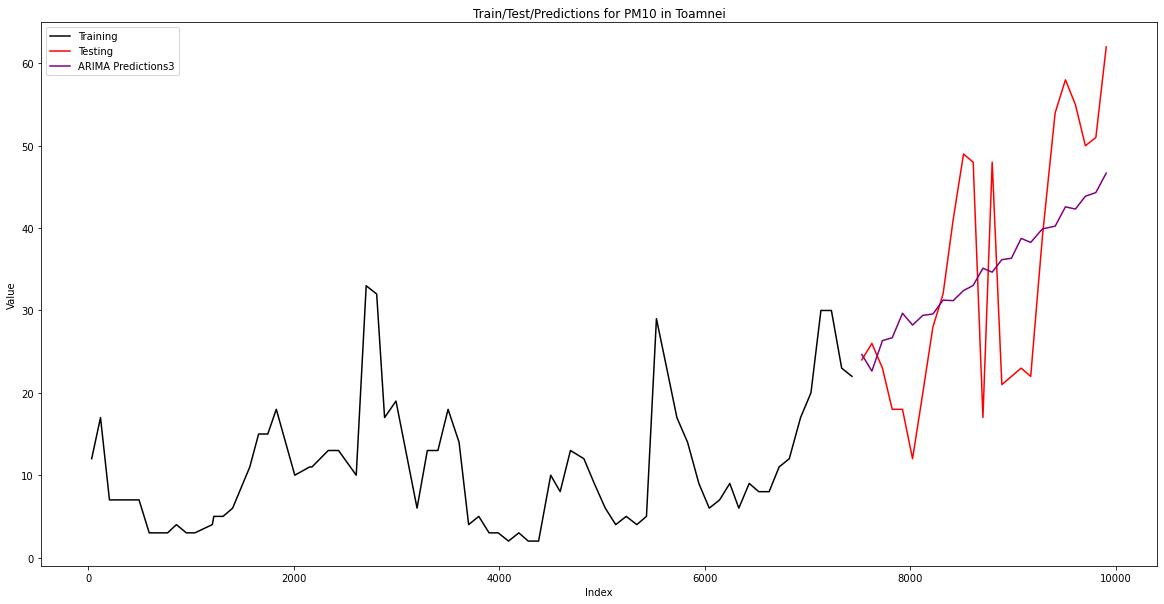 Train/Test/Predictions for PM10 in Toamnei
Training
Testing
ARIMA Predictions3
60
50
40
30
20
10
0
Value
0 2000 4000 6000 8000 10000
Index